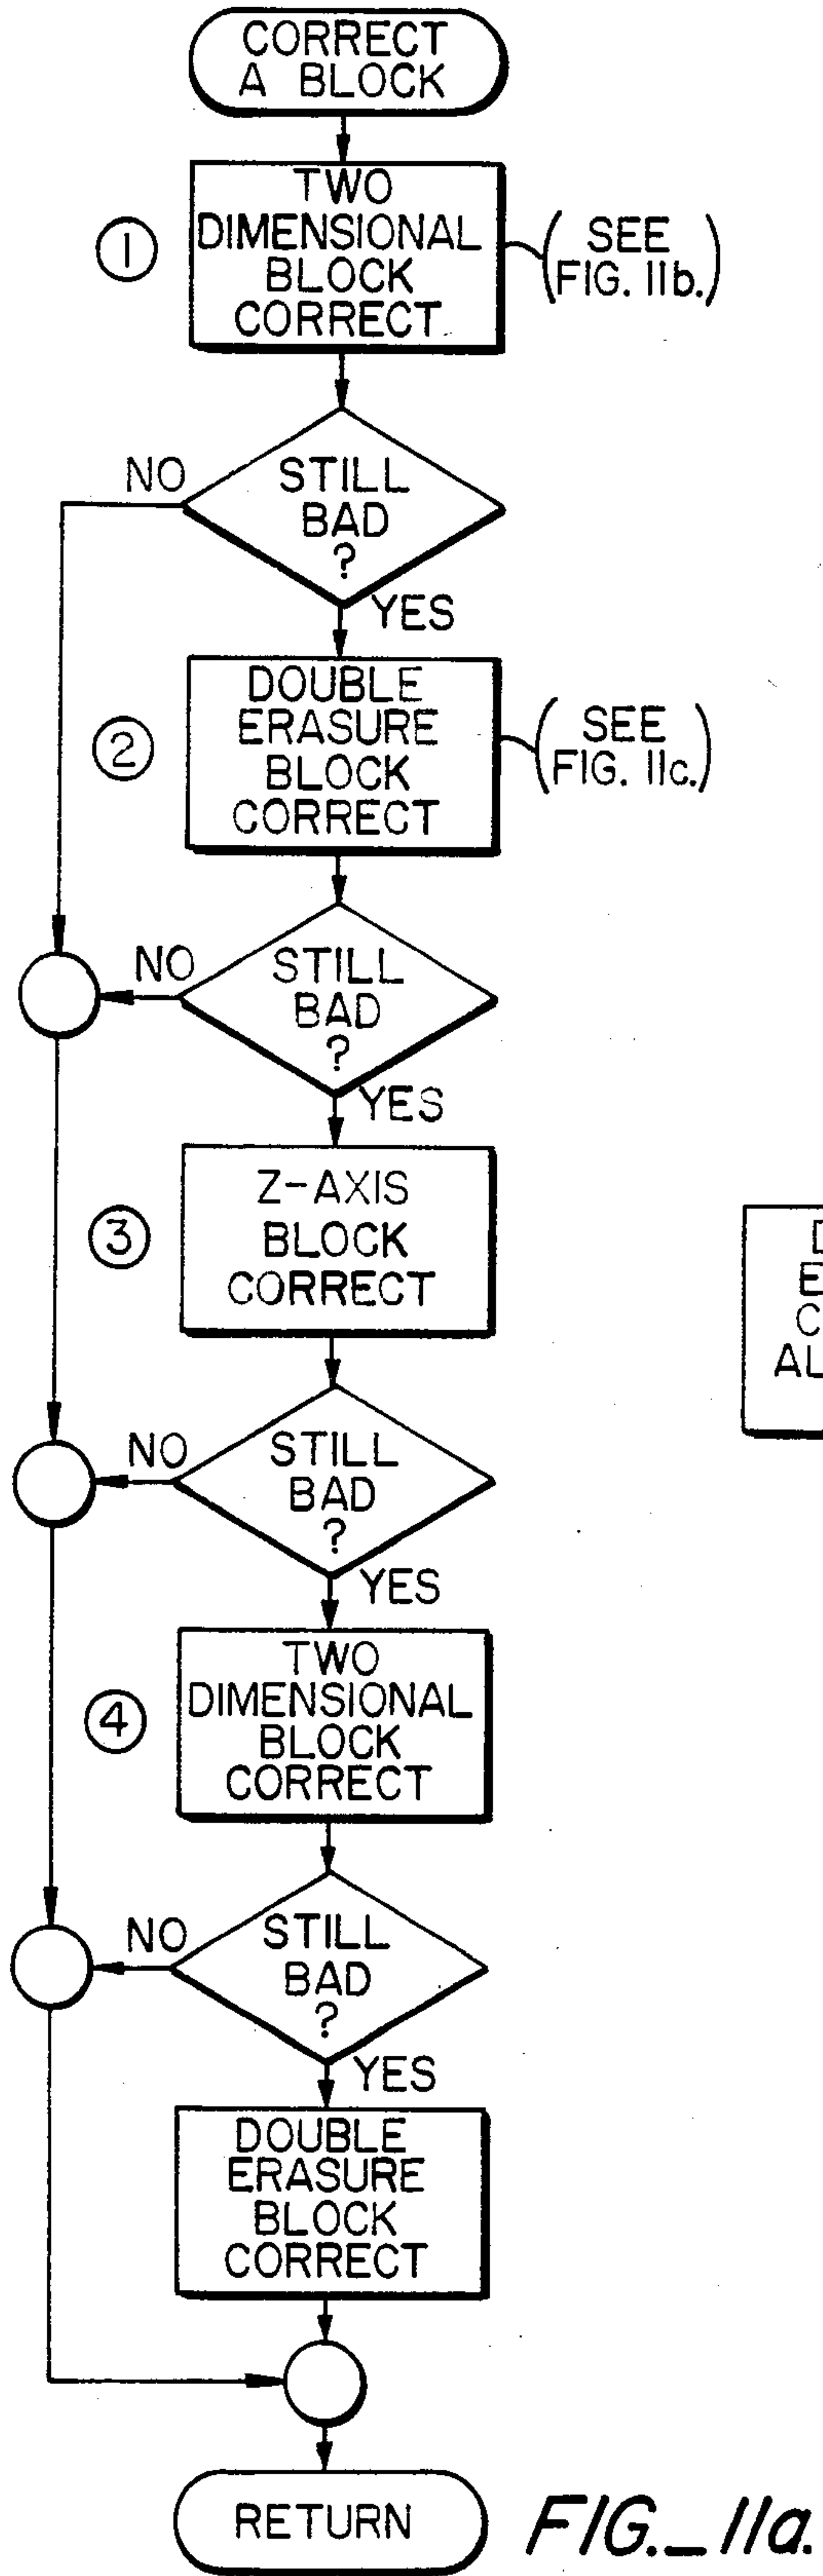 CORRECT
A BLOCK
①
TWO
DIMENSIONAL
BLOCK
CORRECT
(SEE
FIG. 11b.)
NO
STILL
BAD
?
YES
②
DOUBLE
ERASURE
BLOCK
CORRECT
(SEE
FIG. 11c.)
NO
STILL
BAD
?
YES
③
Z-AXIS
BLOCK
CORRECT
NO
STILL
BAD
?
YES
④
TWO
DIMENSIONAL
BLOCK
CORRECT
NO
STILL
BAD
?
YES
DOUBLE
ERASURE
BLOCK
CORRECT
RETURN
FIG._11a.